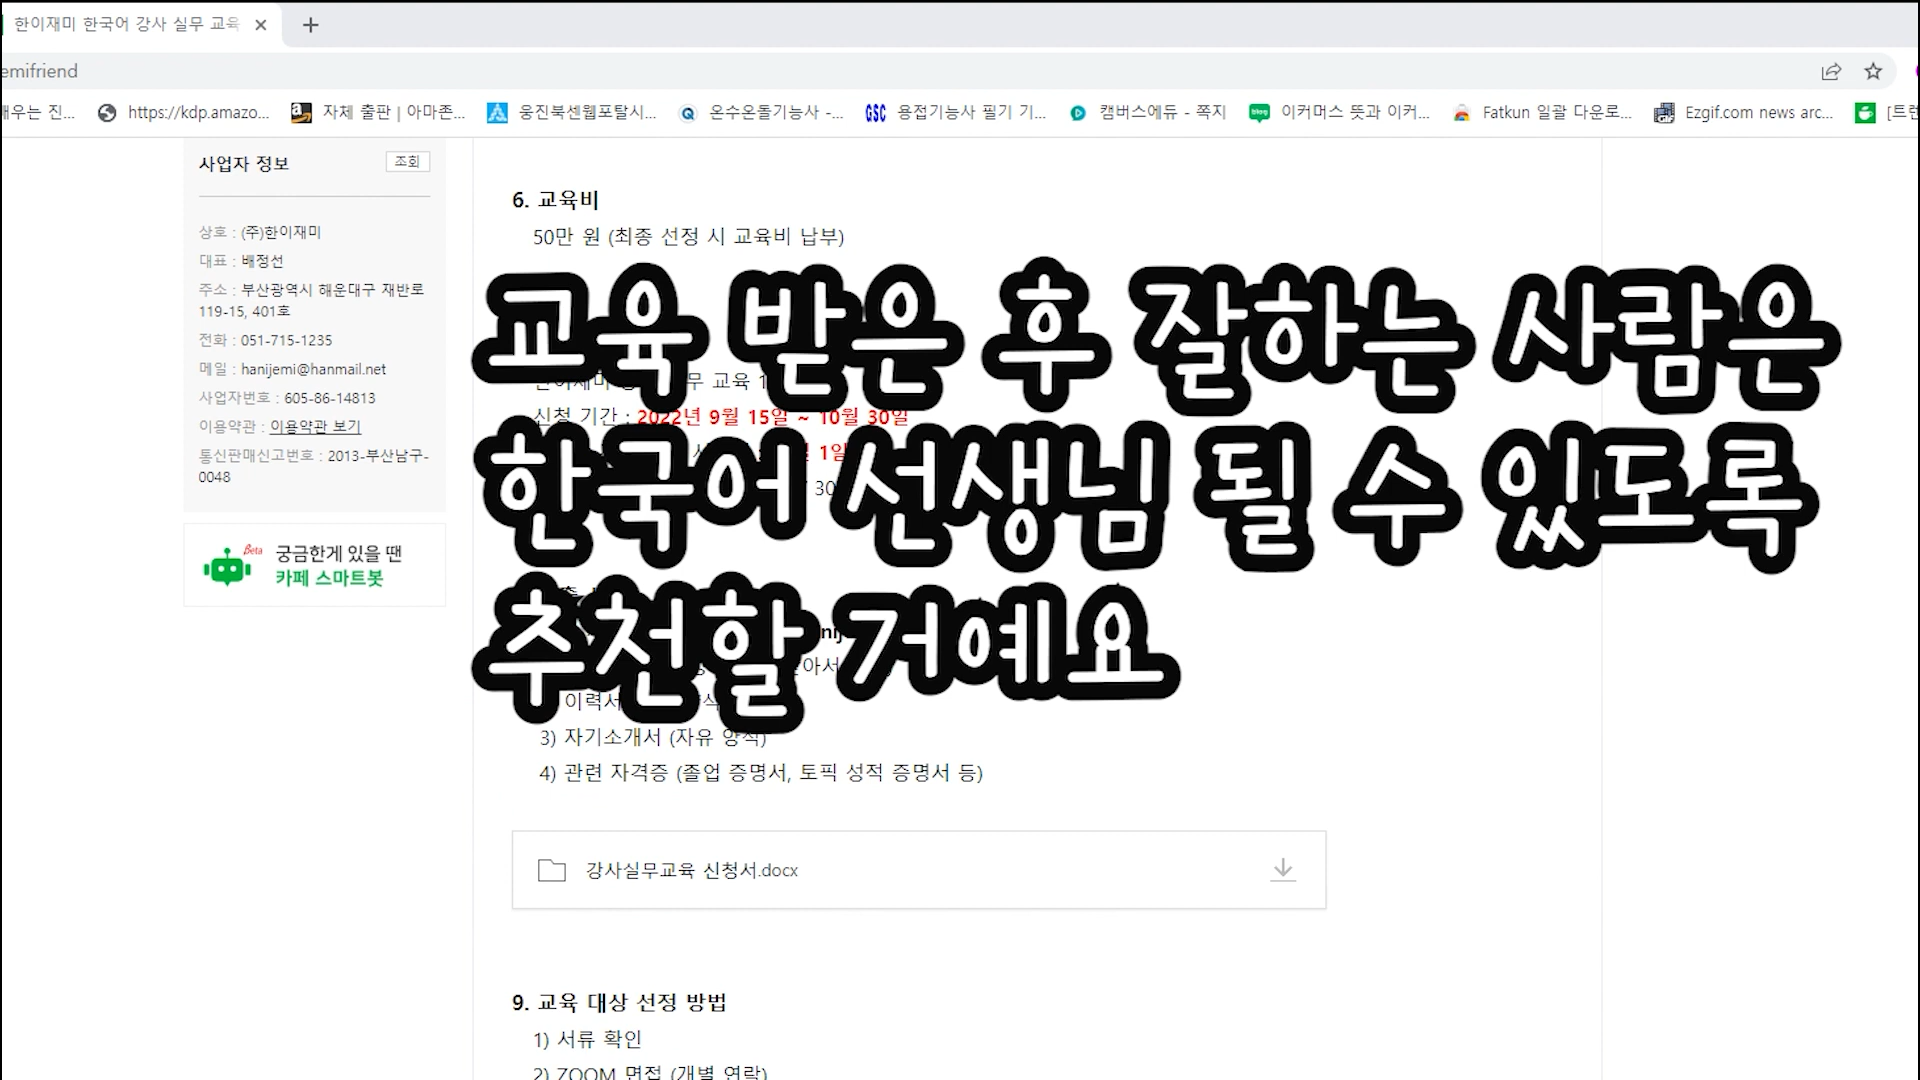 한이재미 한국어 강사 실무 교육
emifriend
배우는 진...
https://kdp.amazo...
자체 출판 | 아마존...
웅진북센웹포탈시...
온수온돌기능사 -...
용접기능사 필기 기...
캠버스에듀 - 쪽지
이커머스 뜻과 이커...
Fatkun 일괄 다운로...
Ezgif.com news arc...
[트렌
사업자 정보
조회
상호 : (주)한이재미
대표 : 배정선
주소 : 부산광역시 해운대구 재반로
119-15, 401호
전화 : 051-715-1235
메일 : hanijemi@hanmail.net
사업자번호 : 605-86-14813
이용약관 : 이용약관 보기
통신판매신고번호 : 2013-부산남구-
0048
Beta
궁금한게 있을 땐
카페 스마트봇
6. 교육비
50만 원 (최종 선정 시 교육비 납부)
교육 받은 후 잘하는 사람은
한국어 선생님 될 수 있도록
추천할 거예요
교육
신청 기간 : 2022년 9월 15일 ~ 10월 30일
1일
30
이력서
3) 자기소개서 (자유 양식)
4) 관련 자격증 (졸업 증명서, 토픽 성적 증명서 등)
강사실무교육 신청서.docx
9. 교육 대상 선정 방법
1) 서류 확인
2) ZOOM 면접 (개별 연락)